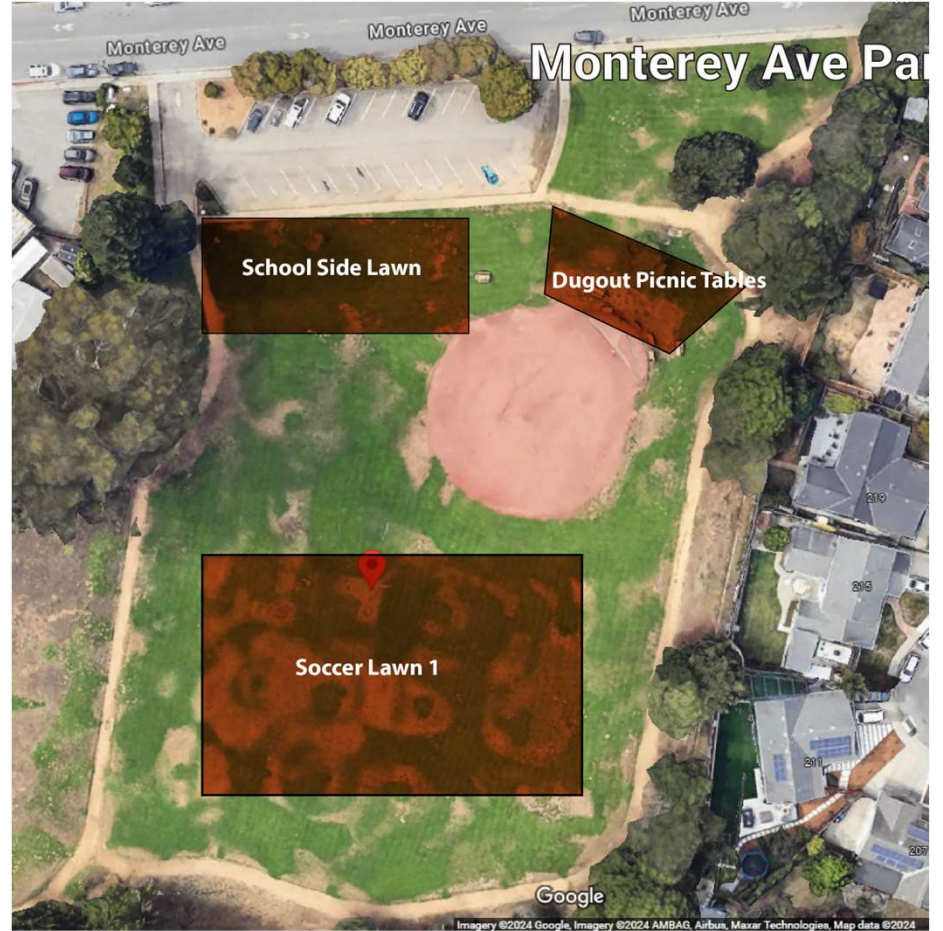 Monterey Ave
Monterey Ave
Monterey Ave
Monterey Ave Par
School Side Lawn
Dugout Picnic Tables
219
215
Soccer Lawn 1
211
207
Google
Imagery ©2024 Google, Imagery ©2024 AMBAG, Airbus, Maxar Technologies, Map data ©2024